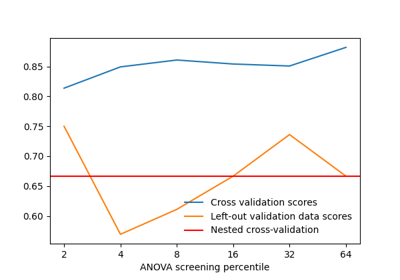 0.85
0.80
0.75
0.70
0.65
0.60
Cross validation scores
Left-out validation data scores
Nested cross-validation
2 4 8 16 32 64
ANOVA screening percentile